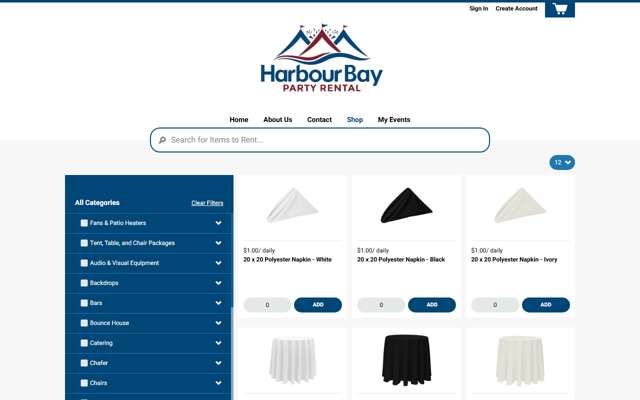 Sign In Create Account
Harbour Bay
PARTY RENTAL
Home About Us Contact Shop My Events
Search for Items to Rent...
12
All Categories Clear Filters
Fans & Patio Heaters
Tent, Table, and Chair Packages
Audio & Visual Equipment
Backdrops
Bars
Bounce House
Catering
Chafer
Chairs
$1.00/ daily
20 x 20 Polyester Napkin - White
0 ADD
$1.00/ daily
20 x 20 Polyester Napkin - Black
0 ADD
$1.00/ daily
20 x 20 Polyester Napkin - Ivory
0 ADD